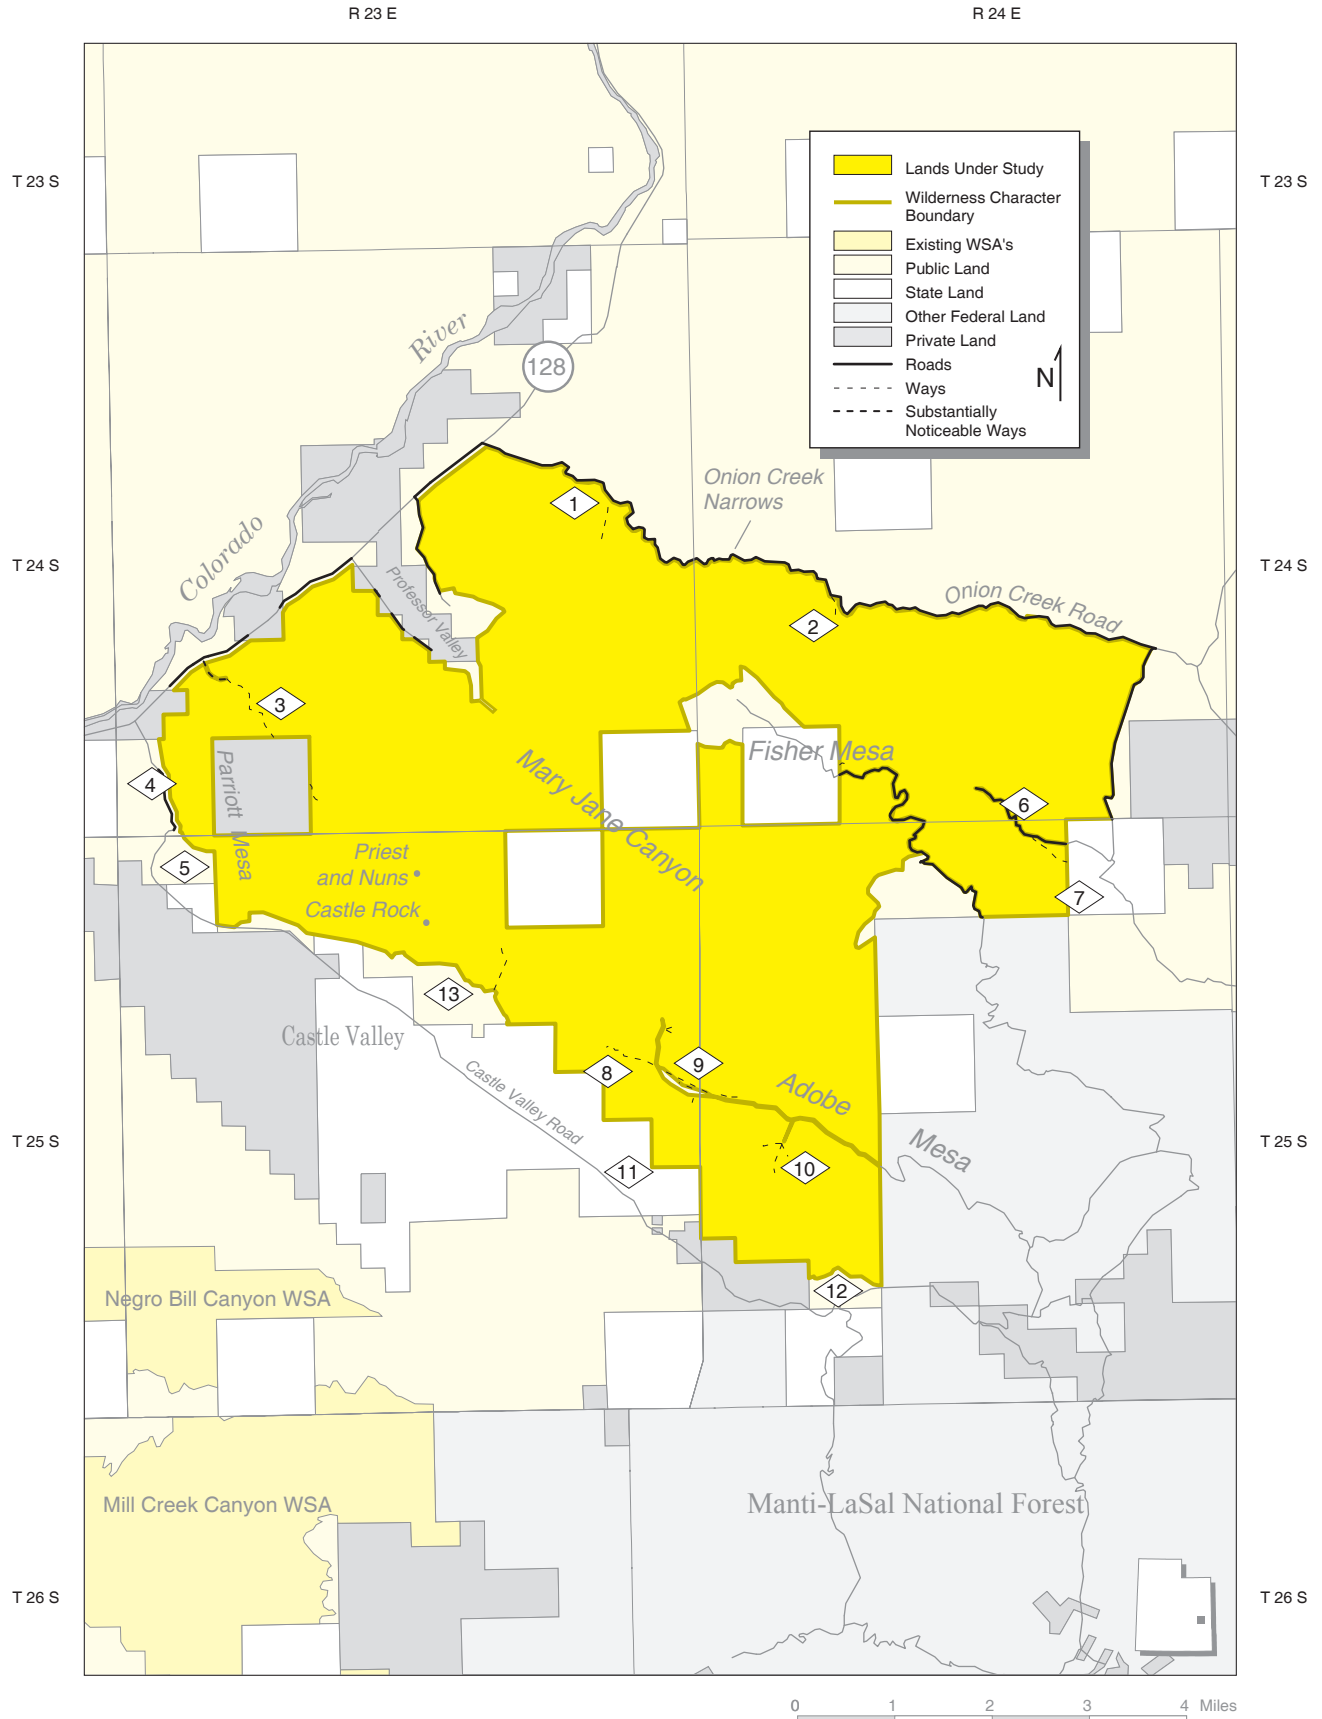 R 23 E
R 24 E
T 23 S
T 23 S
Lands Under Study
Wilderness Character
Boundary
Existing WSA's
Public Land
State Land
Other Federal Land
Private Land
Roads
Ways
Substantially
Noticeable Ways
N
River
128
Colorado
Onion Creek
Narrows
1
T 24 S
T 24 S
Professor Valley
Onion Creek Road
2
3
Fisher Mesa
Mary Jane Canyon
Parriott Mesa
4
6
5
Priest
and Nuns
Castle Rock
7
13
Castle Valley
Castle Valley Road
8
9
Adobe
Mesa
T 25 S
T 25 S
11
10
12
Negro Bill Canyon WSA
Mill Creek Canyon WSA
Manti-LaSal National Forest
T 26 S
T 26 S
0 1 2 3 4 Miles